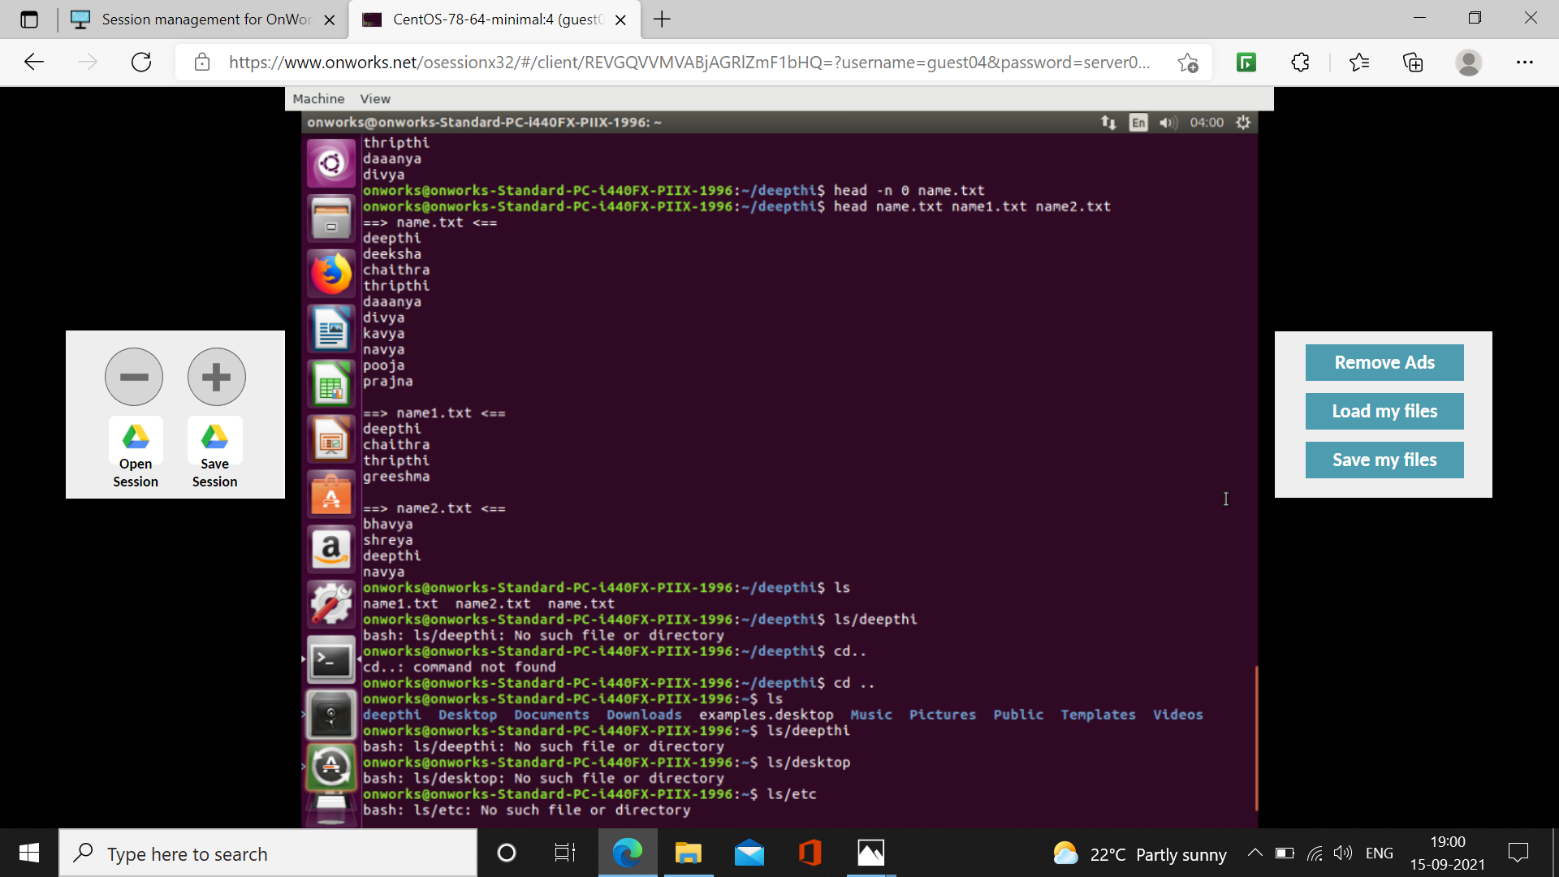 Session management for OnWor
CentOS-78-64-minimal:4 (guest0
https://www.onworks.net/osessionx32/#/client/REVGQVVMVABjAGRlZmF1bHQ=?username=guest04&password=server0...
Machine View
onworks@onworks-Standard-PC-i440FX-PIIX-1996: ~
En
04:00
thripthi
daaanya
divya
onworks@onworks-Standard-PC-i440FX-PIIX-1996:~/deepthi$ head -n 0 name.txt
onworks@onworks-Standard-PC-i440FX-PIIX-1996:~/deepthi$ head name.txt name1.txt name2.txt
==> name.txt <==
deepthi
deeksha
chaithra
thripthi
daaanya
divya
kavya
navya
pooja
prajna
==> name1.txt <==
deepthi
chaithra
thripthi
greeshma
==> name2.txt <==
bhavya
shreya
deepthi
navya
onworks@onworks-Standard-PC-i440FX-PIIX-1996:~/deepthi$ ls
name1.txt name2.txt name.txt
onworks@onworks-Standard-PC-i440FX-PIIX-1996:~/deepthi$ ls/deepthi
bash: ls/deepthi: No such file or directory
onworks@onworks-Standard-PC-i440FX-PIIX-1996:~/deepthi$ cd..
cd..: command not found
onworks@onworks-Standard-PC-i440FX-PIIX-1996:~/deepthi$ cd ..
onworks@onworks-Standard-PC-i440FX-PIIX-1996:~$ ls
deepthi Desktop Documents Downloads examples.desktop Music Pictures Public Templates Videos
onworks@onworks-Standard-PC-i440FX-PIIX-1996:~$ ls/deepthi
bash: ls/deepthi: No such file or directory
onworks@onworks-Standard-PC-i440FX-PIIX-1996:~$ ls/desktop
bash: ls/desktop: No such file or directory
onworks@onworks-Standard-PC-i440FX-PIIX-1996:~$ ls/etc
bash: ls/etc: No such file or directory
Open
Session
Save
Session
Remove Ads
Load my files
Save my files
Type here to search
22°C Partly sunny
ENG
19:00
15-09-2021